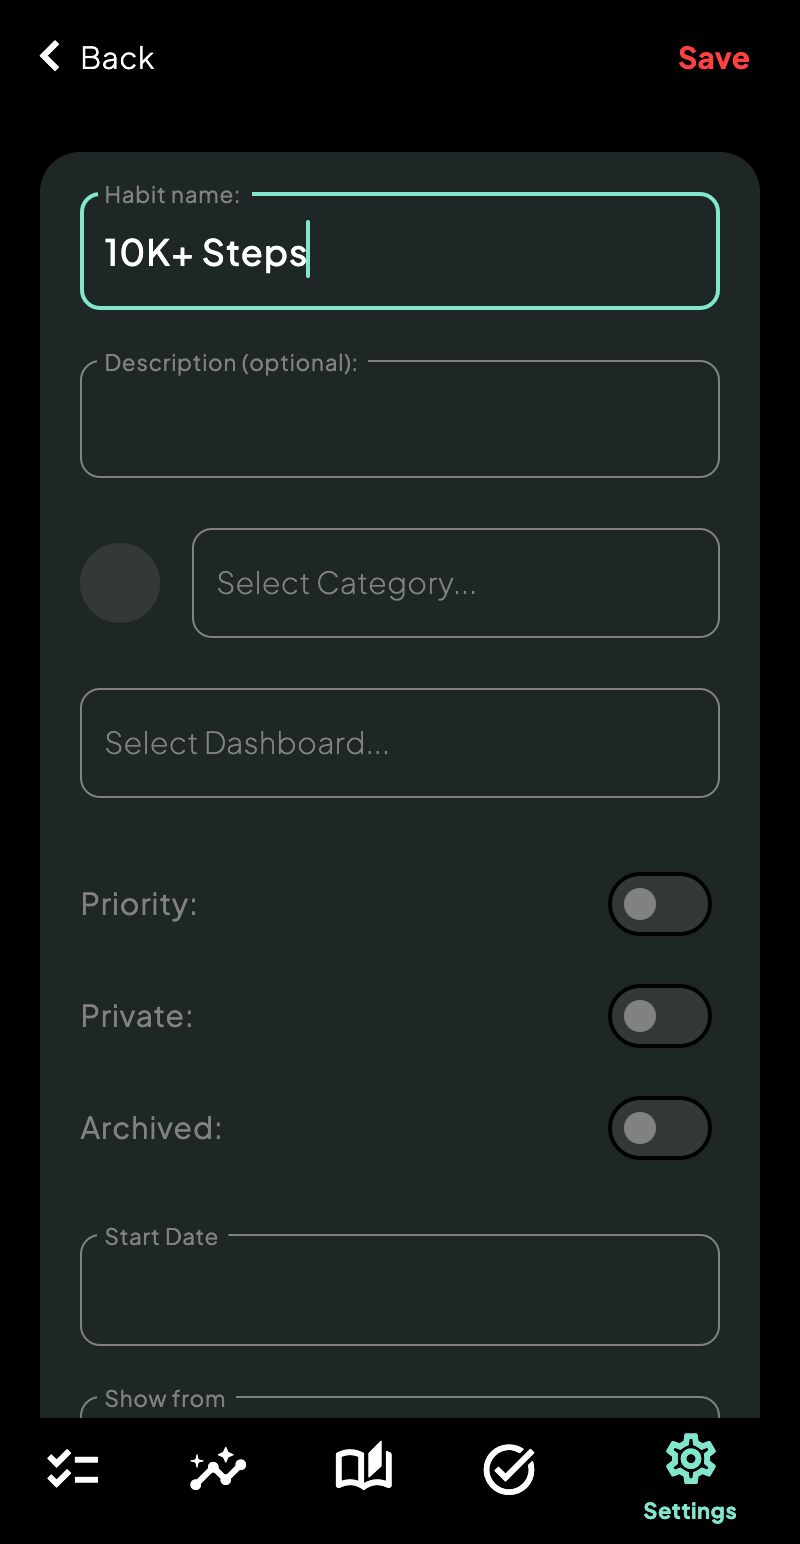 Back
Save
Habit name:
10K+ Steps
Description (optional):
Select Category...
Select Dashboard...
Priority:
Private:
Archived:
Start Date
Show from
Settings